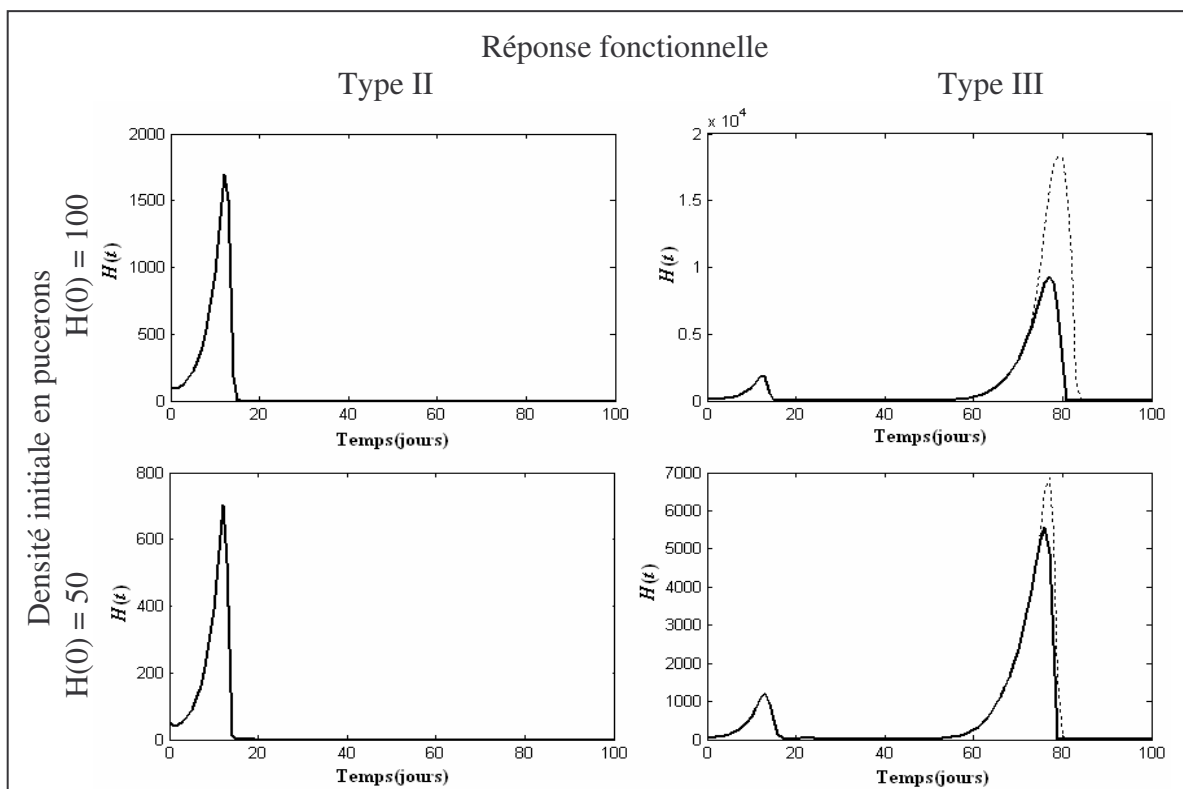 Réponse fonctionnelle
Type II
Type III
Densité initiale en pucerons
H(0) = 100
H(0) = 50
2000
1500
1000
500
0
H(t)
0 20 40 60 80 100
Temps(jours)
x 10^4
2
1.5
1
0.5
0
H(t)
0 20 40 60 80 100
Temps(jours)
800
600
400
200
0
H(t)
0 20 40 60 80 100
Temps(jours)
7000
6000
5000
4000
3000
2000
1000
0
H(t)
0 20 40 60 80 100
Temps(jours)